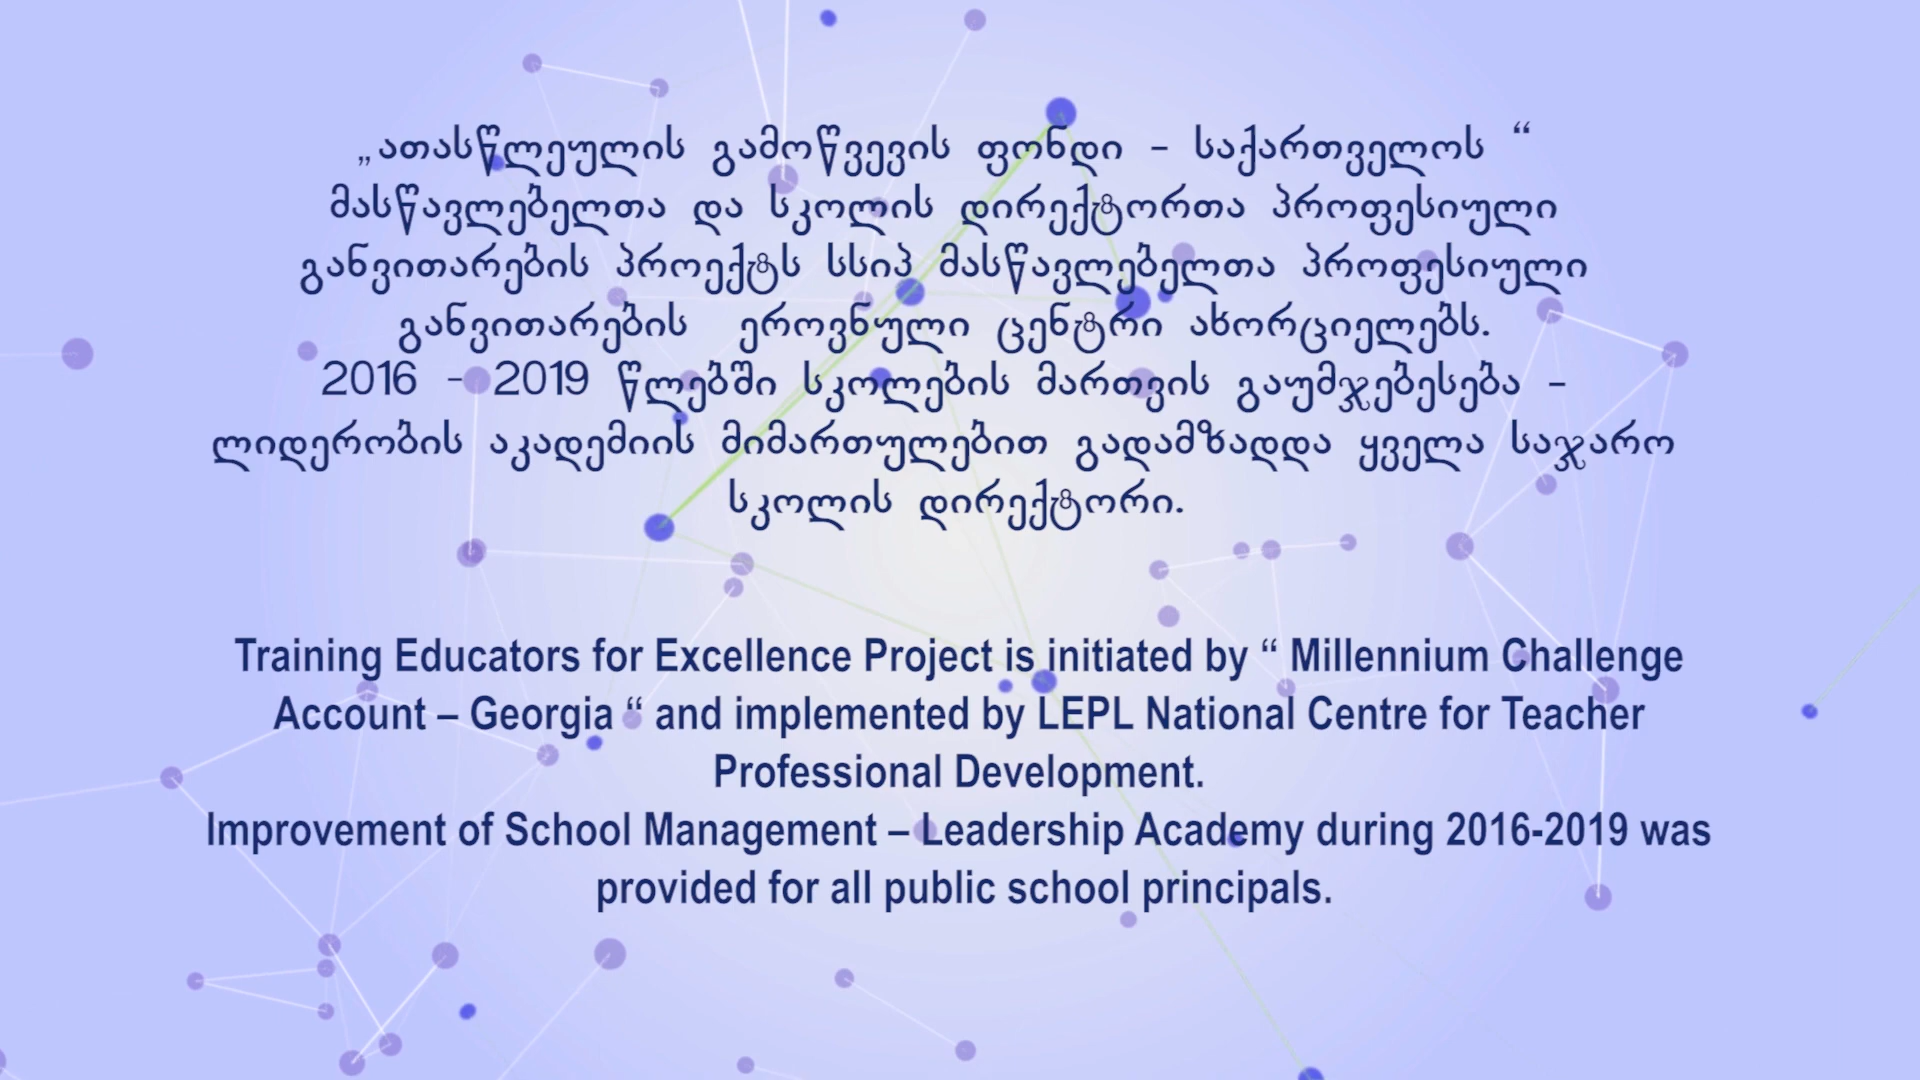 „ათასწლეულის გამოწვევის ფონდი – საქართველოს “
მასწავლებელთა და სკოლის დირექტორთა პროფესიული
განვითარების პროექტს სსიპ მასწავლებელთა პროფესიული
განვითარების ეროვნული ცენტრი ახორციელებს.
2016 – 2019 წლებში სკოლების მართვის გაუმჯებესება –
ლიდერობის აკადემიის მიმართულებით გადამზადდა ყველა საჯარო
სკოლის დირექტორი.
Training Educators for Excellence Project is initiated by “ Millennium Challenge
Account – Georgia “ and implemented by LEPL National Centre for Teacher
Professional Development.
Improvement of School Management – Leadership Academy during 2016-2019 was
provided for all public school principals.